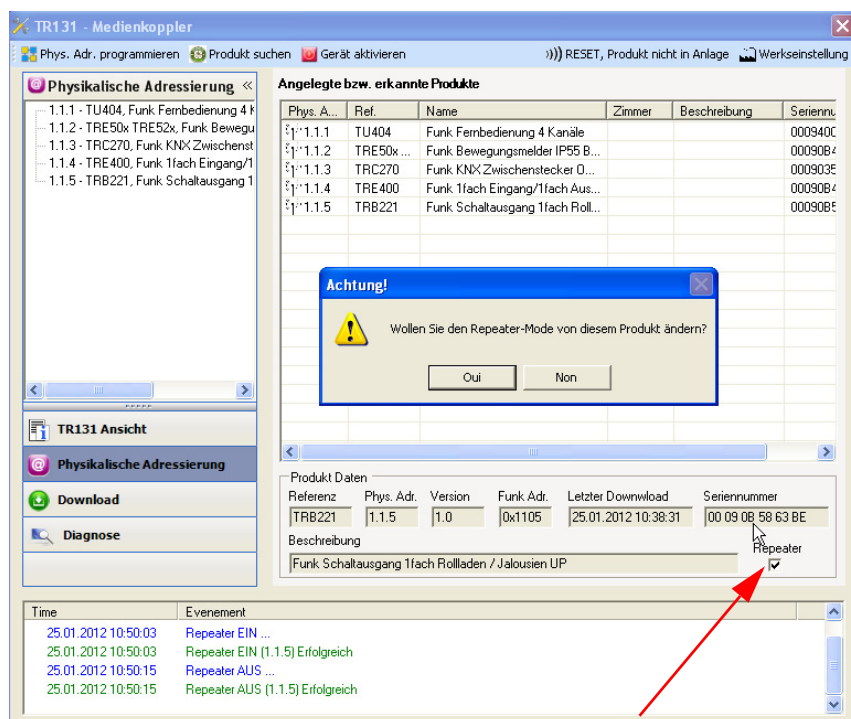 TR131 - Medienkoppler
Phys. Adr. programmieren Produkt suchen Gerät aktivieren RESET, Produkt nicht in Anlage Werkseinstellung
Physikalische Adressierung
1.1.1 - TU404, Funk Fernbedienung 4 K
1.1.2 - TRE50x TRE52x, Funk Bewegu
1.1.3 - TRC270, Funk KNX Zwischenst
1.1.4 - TRE400, Funk 1fach Eingang/1
1.1.5 - TRB221, Funk Schaltausgang 1
TR131 Ansicht
Physikalische Adressierung
Download
Diagnose
Angelegte bzw. erkannte Produkte
Phys. A... Ref. Name Zimmer Beschreibung Seriennu
1.1.1 TU404 Funk Fernbedienung 4 Kanäle 0009400
1.1.2 TRE50x ... Funk Bewegungsmelder IP55 B... 00090B4
1.1.3 TRC270 Funk KNX Zwischenstecker 0... 0009035
1.1.4 TRE400 Funk 1fach Eingang/1fach Aus... 00090B4
1.1.5 TRB221 Funk Schaltausgang 1fach Roll... 00090B5
Achtung!
Wollen Sie den Repeater-Mode von diesem Produkt ändern?
Oui Non
Produkt Daten
Referenz Phys. Adr. Version Funk Adr. Letzter Downwload Seriennummer
TRB221 1.1.5 1.0 0x1105 25.01.2012 10:38:31 00 09 0B 58 63 BE
Beschreibung
Repeater
Funk Schaltausgang 1fach Rollladen / Jalousien UP
Time Evenement
25.01.2012 10:50:03 Repeater EIN ...
25.01.2012 10:50:03 Repeater EIN (1.1.5) Erfolgreich
25.01.2012 10:50:15 Repeater AUS ...
25.01.2012 10:50:15 Repeater AUS (1.1.5) Erfolgreich